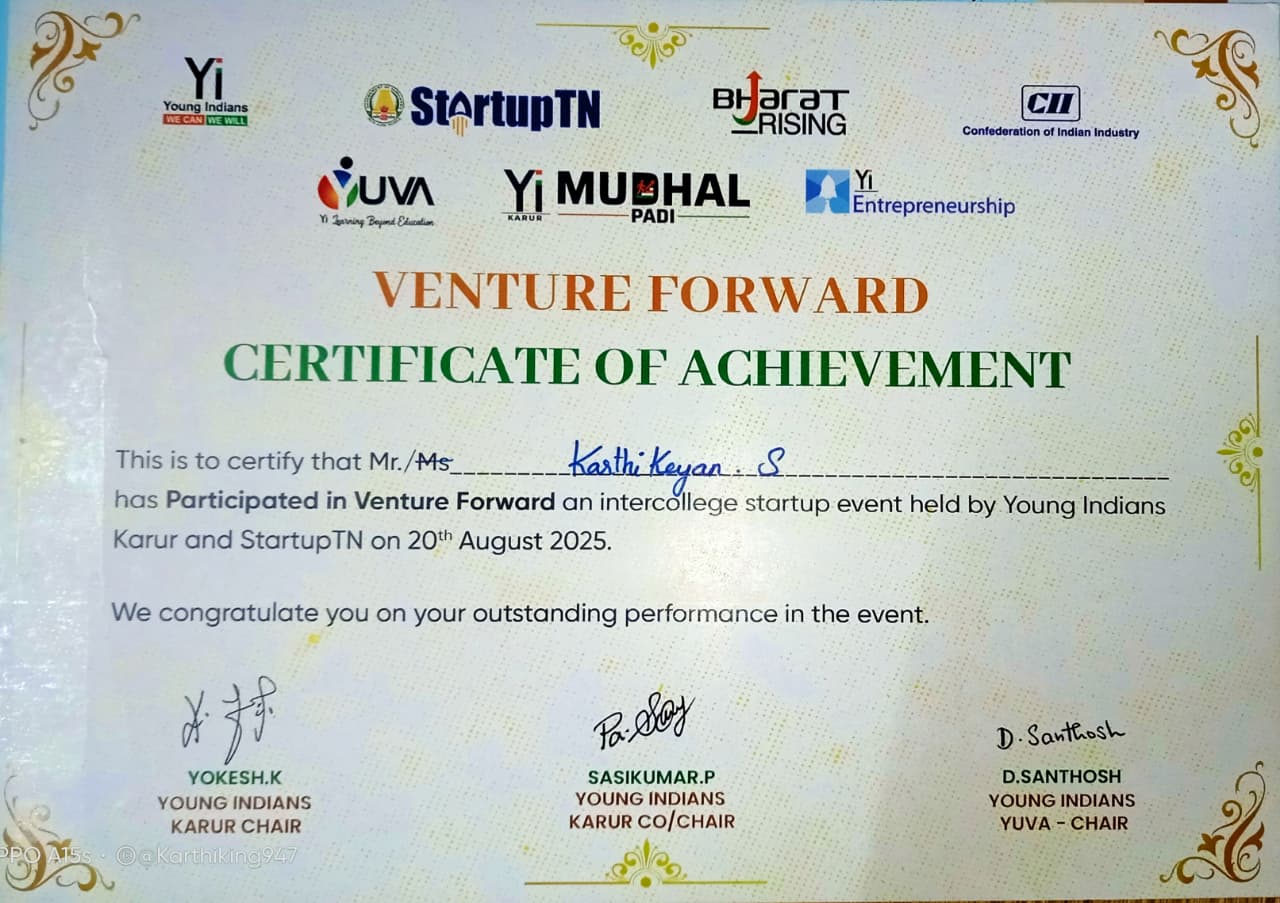 Yi
Young Indians
WE CAN WE WILL
StartupTN
BHaraT
RISING
CII
Confederation of Indian Industry
YUVA
Yi Learning Beyond Education
Yi
KARUR
MUDHAL
PADI
Yi
Entrepreneurship
VENTURE FORWARD
CERTIFICATE OF ACHIEVEMENT
This is to certify that Mr./Ms Karthikeyan. S
has Participated in Venture Forward an intercollege startup event held by Young Indians
Karur and StartupTN on 20th August 2025.
We congratulate you on your outstanding performance in the event.
Pa. Sasy
D. Santhosh
YOKESH.K
SASIKUMAR.P
D.SANTHOSH
YOUNG INDIANS
YOUNG INDIANS
YOUNG INDIANS
KARUR CHAIR
KARUR CO/CHAIR
YUVA - CHAIR
PPO A15s · @Karthiking947